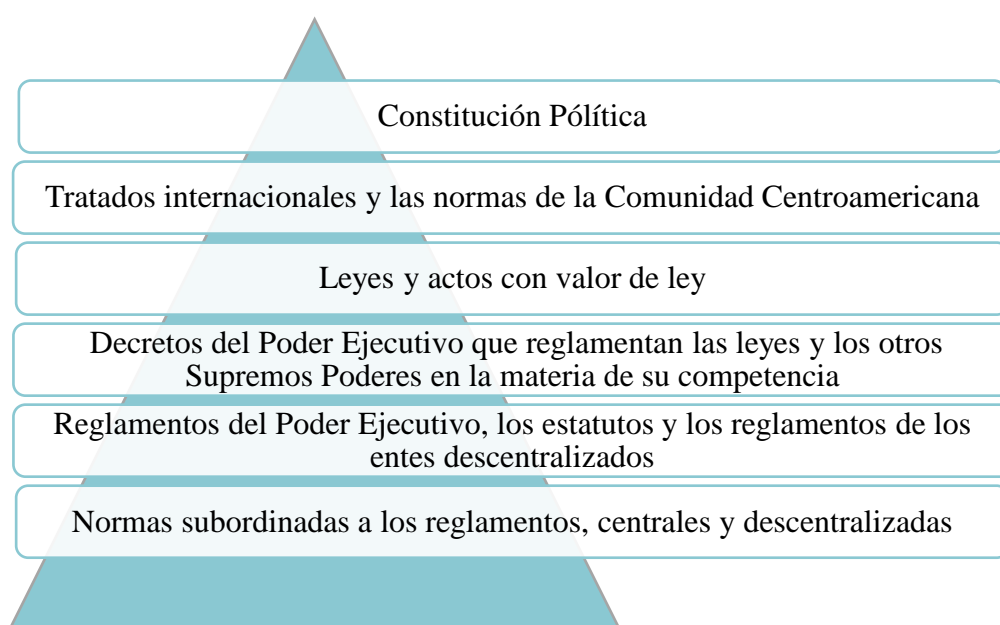 Constitución Pólítica
Tratados internacionales y las normas de la Comunidad Centroamericana
Leyes y actos con valor de ley
Decretos del Poder Ejecutivo que reglamentan las leyes y los otros
Supremos Poderes en la materia de su competencia
Reglamentos del Poder Ejecutivo, los estatutos y los reglamentos de los
entes descentralizados
Normas subordinadas a los reglamentos, centrales y descentralizadas